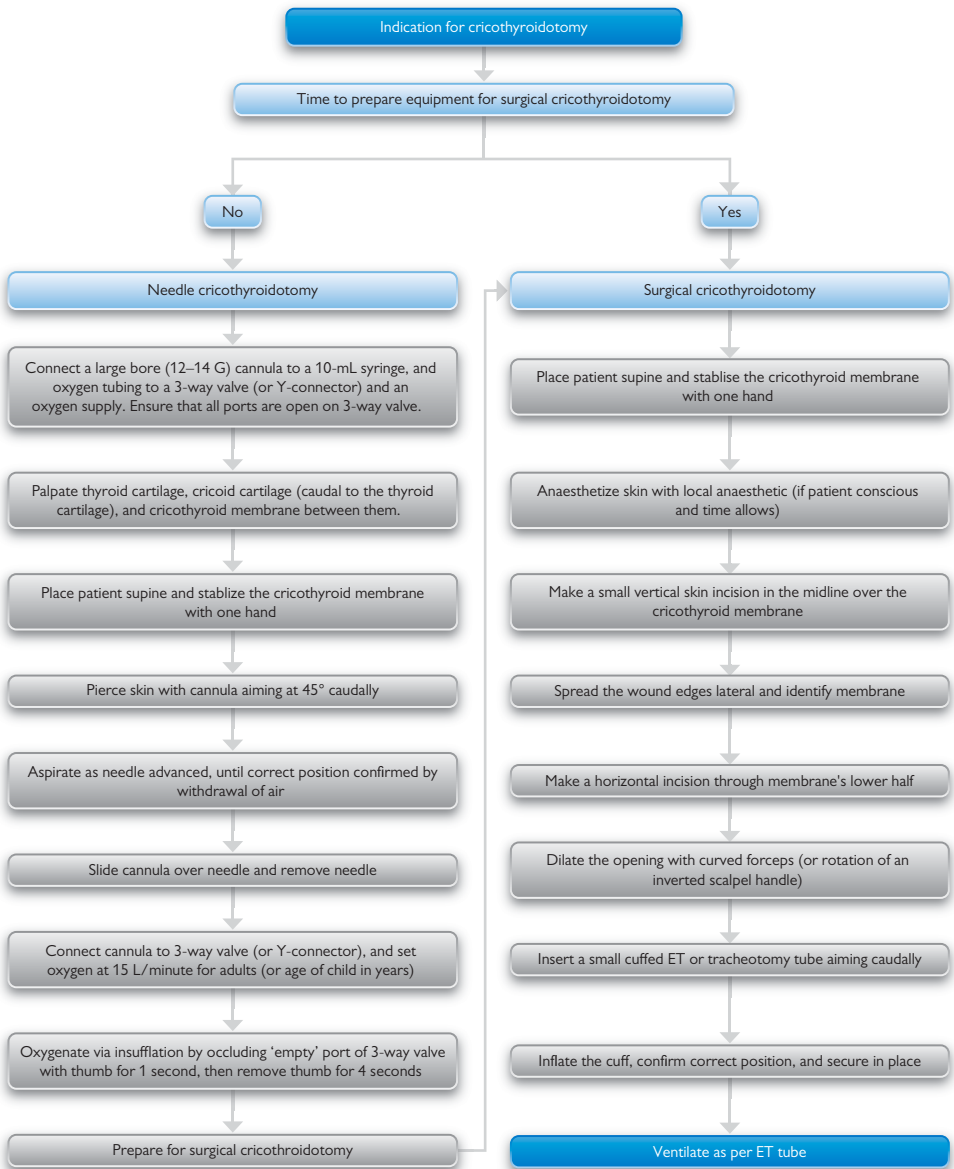 Indication for cricothyroidotomy
Time to prepare equipment for surgical cricothyroidotomy
No
Yes
Needle cricothyroidotomy
Connect a large bore (12–14 G) cannula to a 10-mL syringe, and
oxygen tubing to a 3-way valve (or Y-connector) and an
oxygen supply. Ensure that all ports are open on 3-way valve.
Palpate thyroid cartilage, cricoid cartilage (caudal to the thyroid
cartilage), and cricothyroid membrane between them.
Place patient supine and stablize the cricothyroid membrane
with one hand
Pierce skin with cannula aiming at 45° caudally
Aspirate as needle advanced, until correct position confirmed by
withdrawal of air
Slide cannula over needle and remove needle
Connect cannula to 3-way valve (or Y-connector), and set
oxygen at 15 L/minute for adults (or age of child in years)
Oxygenate via insufflation by occluding ‘empty’ port of 3-way valve
with thumb for 1 second, then remove thumb for 4 seconds
Prepare for surgical cricothroidotomy
Surgical cricothyroidotomy
Place patient supine and stablise the cricothyroid membrane
with one hand
Anaesthetize skin with local anaesthetic (if patient conscious
and time allows)
Make a small vertical skin incision in the midline over the
cricothyroid membrane
Spread the wound edges lateral and identify membrane
Make a horizontal incision through membrane's lower half
Dilate the opening with curved forceps (or rotation of an
inverted scalpel handle)
Insert a small cuffed ET or tracheotomy tube aiming caudally
Inflate the cuff, confirm correct position, and secure in place
Ventilate as per ET tube